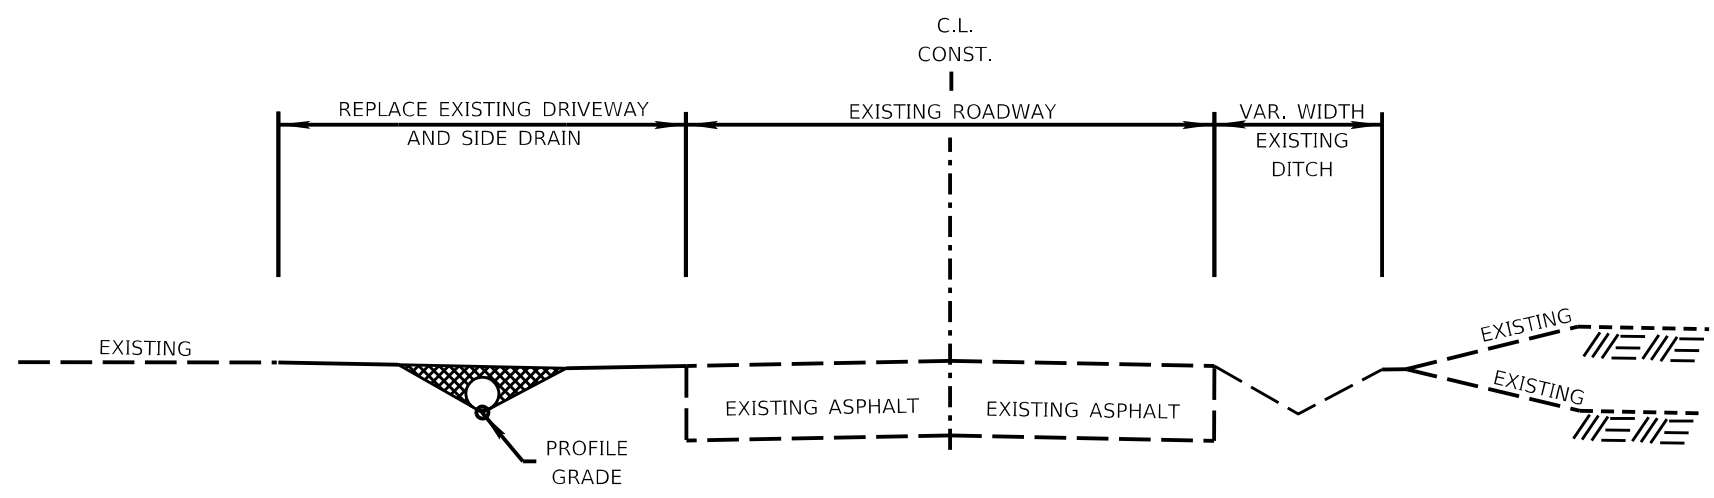 C.L.
CONST.
REPLACE EXISTING DRIVEWAY
AND SIDE DRAIN
EXISTING ROADWAY
VAR. WIDTH
EXISTING
DITCH
EXISTING
EXISTING
EXISTING
EXISTING ASPHALT
EXISTING ASPHALT
PROFILE
GRADE